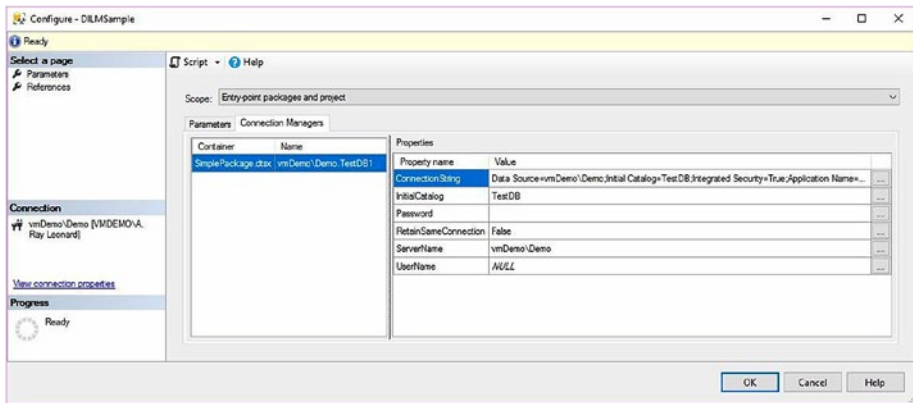 Configure - DILMSample
Ready
Select a page
Parameters
References
Script
Help
Scope: Entry-point packages and project
Parameters
Connection Managers
Container Name
SimplePackage.dtsx vmDemo\Demo.TestDB1
Properties
Property name Value
ConnectionString Data Source=vmDemo\Demo;Initial Catalog=TestDB;Integrated Security=True;Application Name=... ...
InitialCatalog TestDB ...
Password ...
RetainSameConnection False ...
ServerName vmDemo\Demo ...
UserName NULL ...
Connection
vmDemo\Demo [VMDEMO\A.
Ray Leonard]
View connection properties
Progress
Ready
OK
Cancel
Help